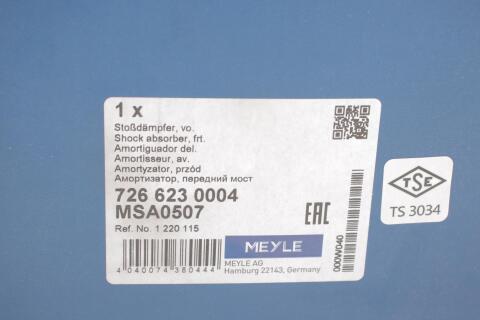 1 x
Stoßdämpfer, vo.
Shock absorber, frt.
Amortiguador del.
Amortisseur, av.
Amortyzator, przód
Амортизатор, передний мост
726 623 0004
MSA0507
Ref. No. 1 220 115
EAC
MEYLE
MEYLE AG
Hamburg 22143, Germany
4 040074 380444
000W040
TSE
TS 3034